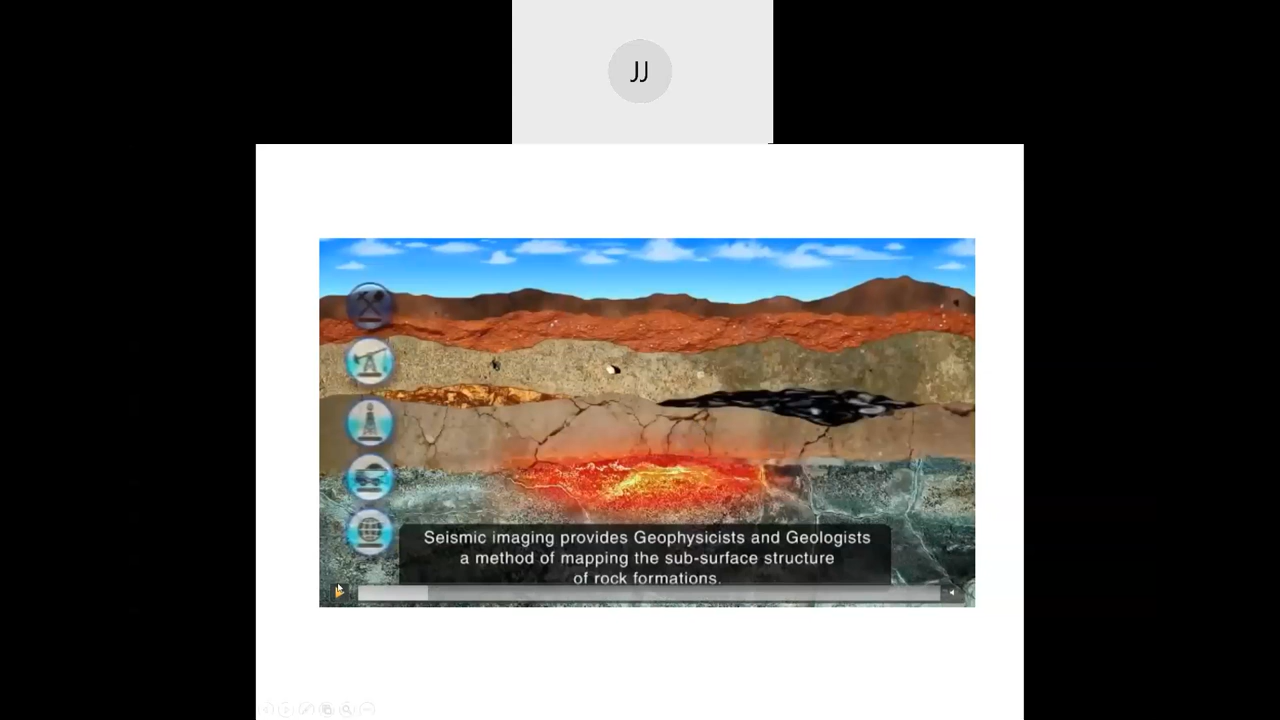 JJ
Seismic imaging provides Geophysicists and Geologists
a method of mapping the sub-surface structure
of rock formations.